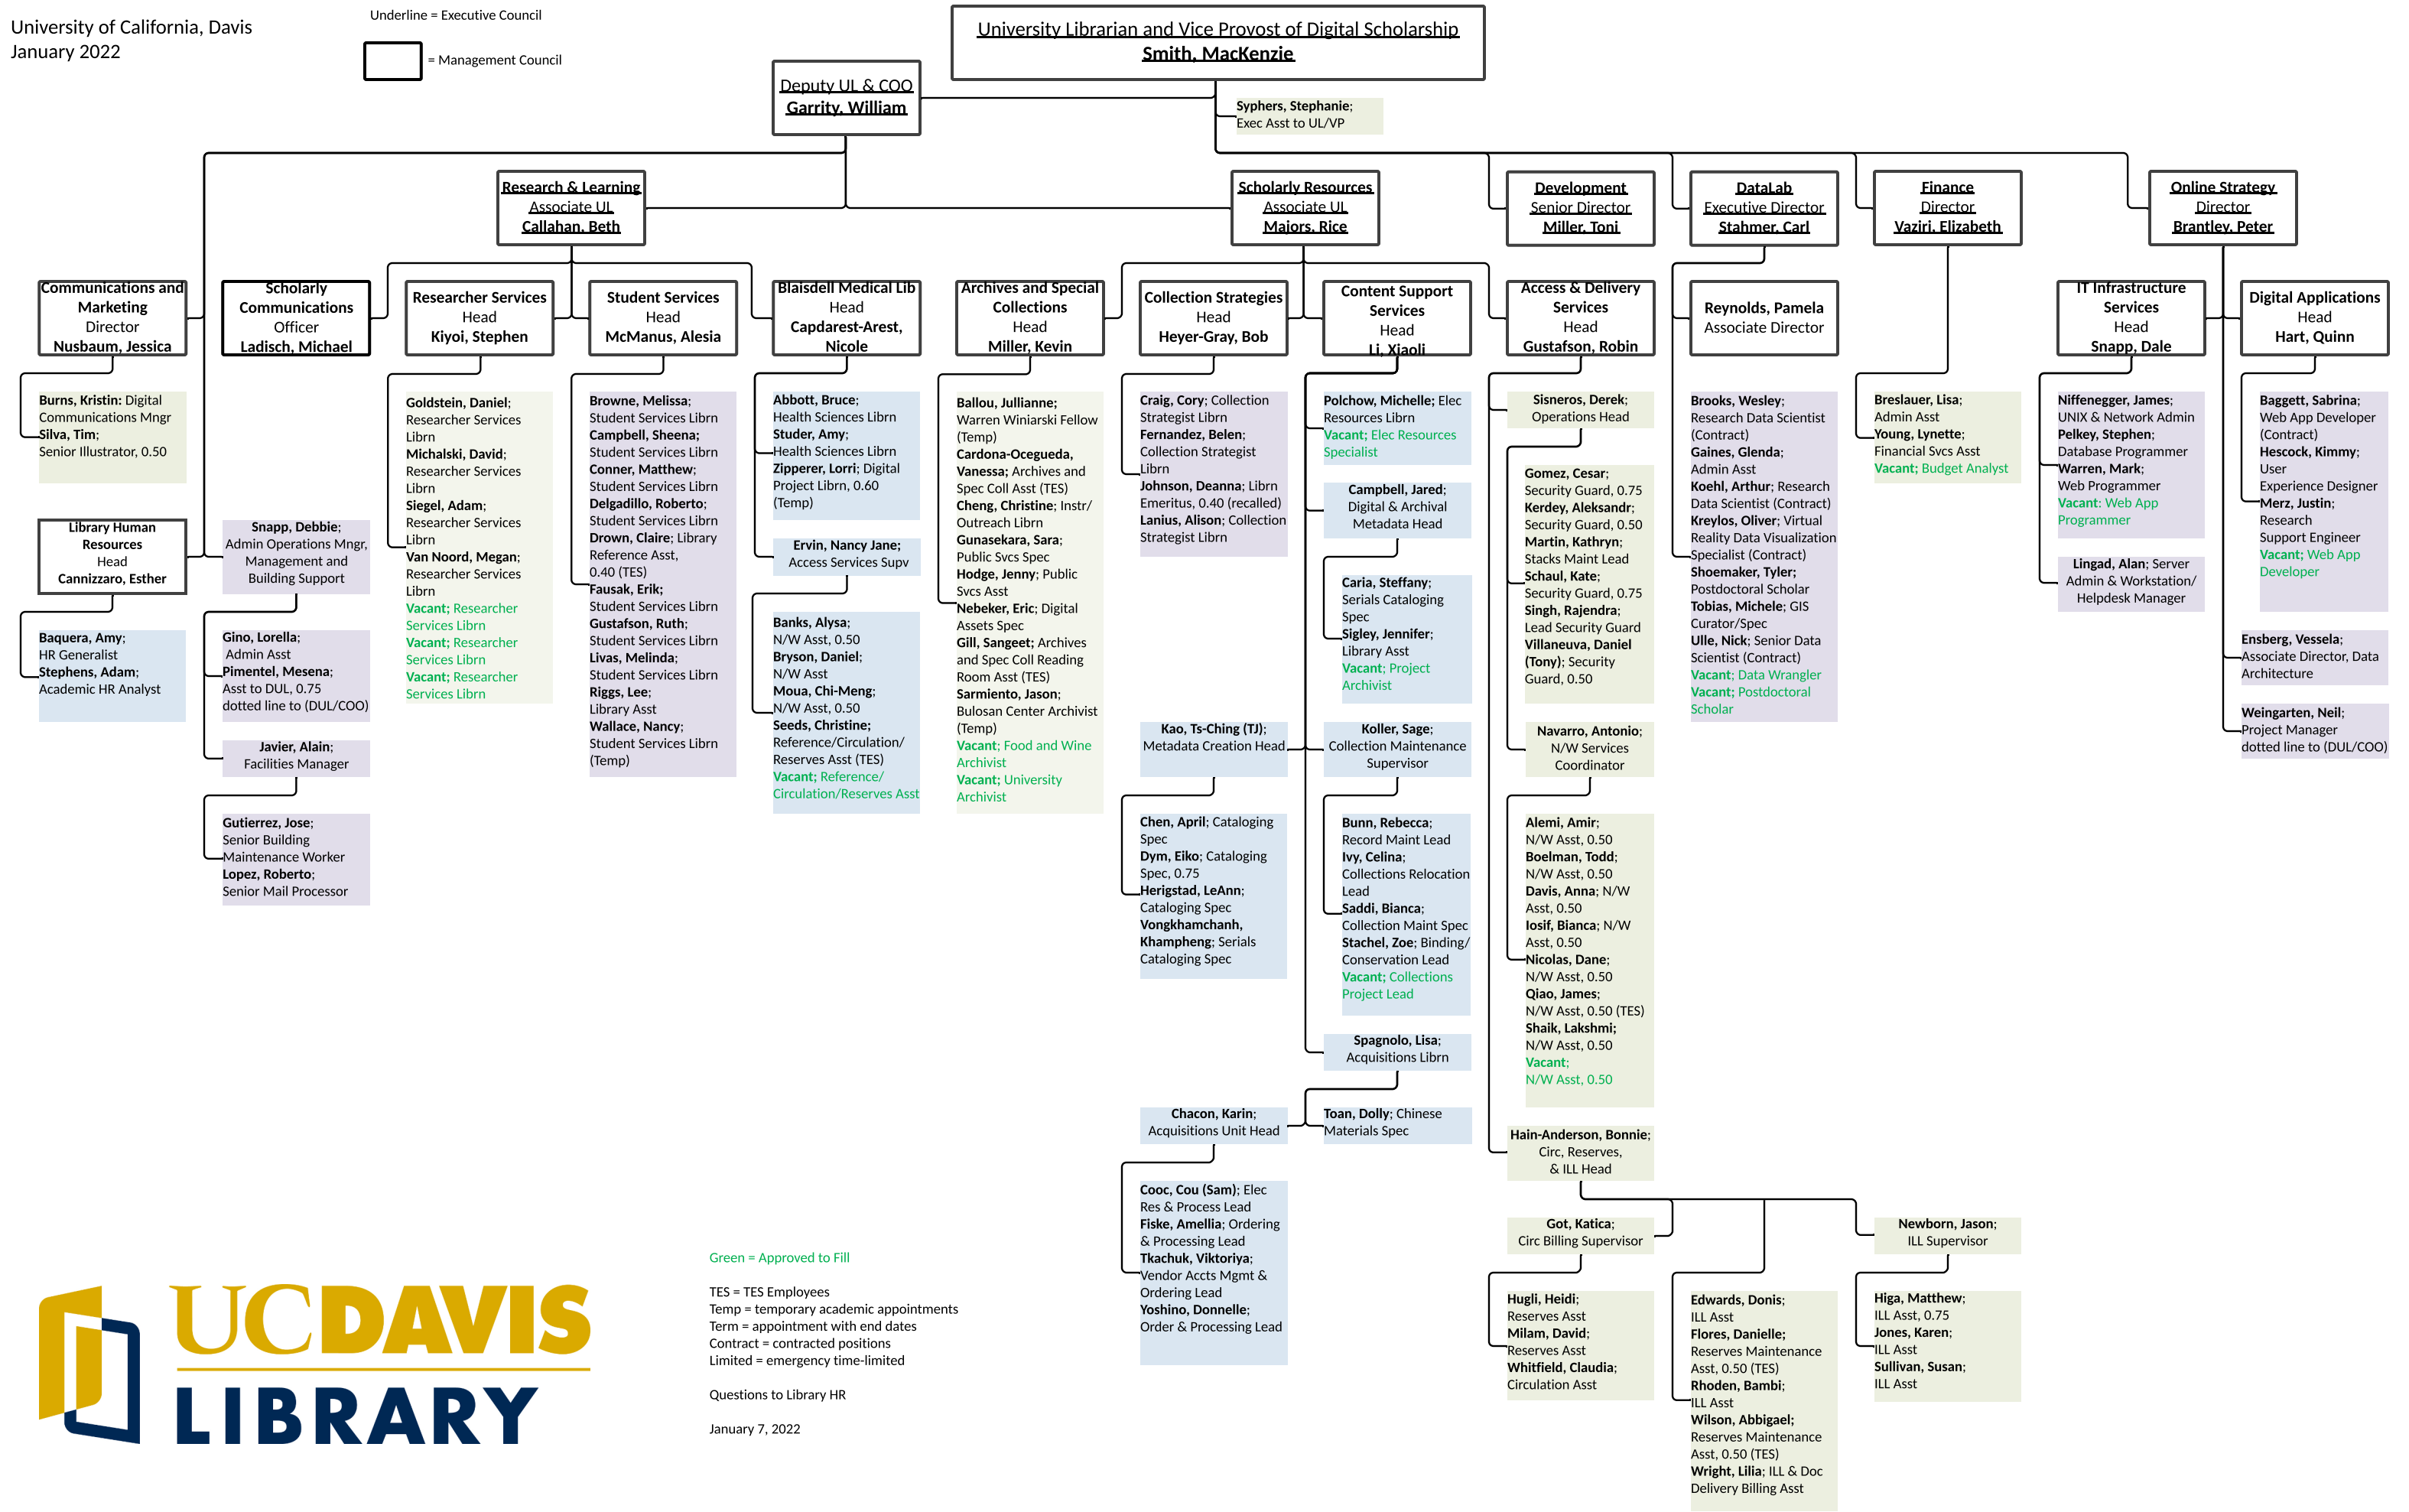 University of California, Davis
January 2022
Underline = Executive Council
= Management Council
University Librarian and Vice Provost of Digital Scholarship
Smith, MacKenzie
Deputy UL & COO
Garrity, William
Syphers, Stephanie;
Exec Asst to UL/VP
Research & Learning
Associate UL
Callahan, Beth
Scholarly Resources
Associate UL
Majors, Rice
Development
Senior Director
Miller, Toni
DataLab
Executive Director
Stahmer, Carl
Finance
Director
Vaziri, Elizabeth
Online Strategy
Director
Brantley, Peter
Communications and
Marketing
Director
Nusbaum, Jessica
Scholarly
Communications
Officer
Ladisch, Michael
Researcher Services
Head
Kiyoi, Stephen
Student Services
Head
McManus, Alesia
Blaisdell Medical Lib
Head
Capdarest-Arest,
Nicole
Archives and Special
Collections
Head
Miller, Kevin
Collection Strategies
Head
Heyer-Gray, Bob
Content Support
Services
Head
Li, Xiaoli
Access & Delivery
Services
Head
Gustafson, Robin
Reynolds, Pamela
Associate Director
IT Infrastructure
Services
Head
Snapp, Dale
Digital Applications
Head
Hart, Quinn
Burns, Kristin: Digital
Communications Mngr
Silva, Tim;
Senior Illustrator, 0.50
Library Human
Resources
Head
Cannizzaro, Esther
Baquera, Amy;
HR Generalist
Stephens, Adam;
Academic HR Analyst
Snapp, Debbie;
Admin Operations Mngr,
Management and
Building Support
Gino, Lorella;
Admin Asst
Pimentel, Mesena;
Asst to DUL, 0.75
dotted line to (DUL/COO)
Javier, Alain;
Facilities Manager
Gutierrez, Jose;
Senior Building
Maintenance Worker
Lopez, Roberto;
Senior Mail Processor
Goldstein, Daniel;
Researcher Services
Librn
Michalski, David;
Researcher Services
Librn
Siegel, Adam;
Researcher Services
Librn
Van Noord, Megan;
Researcher Services
Librn
Vacant; Researcher
Services Librn
Vacant; Researcher
Services Librn
Vacant; Researcher
Services Librn
Browne, Melissa;
Student Services Librn
Campbell, Sheena;
Student Services Librn
Conner, Matthew;
Student Services Librn
Delgadillo, Roberto;
Student Services Librn
Drown, Claire; Library
Reference Asst,
0.40 (TES)
Fausak, Erik;
Student Services Librn
Gustafson, Ruth;
Student Services Librn
Livas, Melinda;
Student Services Librn
Riggs, Lee;
Library Asst
Wallace, Nancy;
Student Services Librn
(Temp)
Abbott, Bruce;
Health Sciences Librn
Studer, Amy;
Health Sciences Librn
Zipperer, Lorri; Digital
Project Librn, 0.60
(Temp)
Ervin, Nancy Jane;
Access Services Supv
Banks, Alysa;
N/W Asst, 0.50
Bryson, Daniel;
N/W Asst
Moua, Chi-Meng;
N/W Asst, 0.50
Seeds, Christine;
Reference/Circulation/
Reserves Asst (TES)
Vacant; Reference/
Circulation/Reserves Asst
Ballou, Jullianne;
Warren Winiarski Fellow
(Temp)
Cardona-Ocegueda,
Vanessa; Archives and
Spec Coll Asst (TES)
Cheng, Christine; Instr/
Outreach Librn
Gunasekara, Sara;
Public Svcs Spec
Hodge, Jenny; Public
Svcs Asst
Nebeker, Eric; Digital
Assets Spec
Gill, Sangeet; Archives
and Spec Coll Reading
Room Asst (TES)
Sarmiento, Jason;
Bulosan Center Archivist
(Temp)
Vacant; Food and Wine
Archivist
Vacant; University
Archivist
Craig, Cory; Collection
Strategist Librn
Fernandez, Belen;
Collection Strategist
Librn
Johnson, Deanna; Librn
Emeritus, 0.40 (recalled)
Lanius, Alison; Collection
Strategist Librn
Polchow, Michelle; Elec
Resources Librn
Vacant; Elec Resources
Specialist
Campbell, Jared;
Digital & Archival
Metadata Head
Caria, Steffany;
Serials Cataloging
Spec
Sigley, Jennifer;
Library Asst
Vacant; Project
Archivist
Kao, Ts-Ching (TJ);
Metadata Creation Head
Koller, Sage;
Collection Maintenance
Supervisor
Chen, April; Cataloging
Spec
Dym, Eiko; Cataloging
Spec, 0.75
Herigstad, LeAnn;
Cataloging Spec
Vongkhamchanh,
Khampheng; Serials
Cataloging Spec
Bunn, Rebecca;
Record Maint Lead
Ivy, Celina;
Collections Relocation
Lead
Saddi, Bianca;
Collection Maint Spec
Stachel, Zoe; Binding/
Conservation Lead
Vacant; Collections
Project Lead
Spagnolo, Lisa;
Acquisitions Librn
Chacon, Karin;
Acquisitions Unit Head
Toan, Dolly; Chinese
Materials Spec
Cooc, Cou (Sam); Elec
Res & Process Lead
Fiske, Amellia; Ordering
& Processing Lead
Tkachuk, Viktoriya;
Vendor Accts Mgmt &
Ordering Lead
Yoshino, Donnelle;
Order & Processing Lead
Sisneros, Derek;
Operations Head
Gomez, Cesar;
Security Guard, 0.75
Kerdey, Aleksandr;
Security Guard, 0.50
Martin, Kathryn;
Stacks Maint Lead
Schaul, Kate;
Security Guard, 0.75
Singh, Rajendra;
Lead Security Guard
Villaneuva, Daniel
(Tony); Security
Guard, 0.50
Navarro, Antonio;
N/W Services
Coordinator
Alemi, Amir;
N/W Asst, 0.50
Boelman, Todd;
N/W Asst, 0.50
Davis, Anna; N/W
Asst, 0.50
Iosif, Bianca; N/W
Asst, 0.50
Nicolas, Dane;
N/W Asst, 0.50
Qiao, James;
N/W Asst, 0.50 (TES)
Shaik, Lakshmi;
N/W Asst, 0.50
Vacant;
N/W Asst, 0.50
Hain-Anderson, Bonnie;
Circ, Reserves,
& ILL Head
Got, Katica;
Circ Billing Supervisor
Newborn, Jason;
ILL Supervisor
Hugli, Heidi;
Reserves Asst
Milam, David;
Reserves Asst
Whitfield, Claudia;
Circulation Asst
Edwards, Donis;
ILL Asst
Flores, Danielle;
Reserves Maintenance
Asst, 0.50 (TES)
Rhoden, Bambi;
ILL Asst
Wilson, Abbigael;
Reserves Maintenance
Asst, 0.50 (TES)
Wright, Lilia; ILL & Doc
Delivery Billing Asst
Higa, Matthew;
ILL Asst, 0.75
Jones, Karen;
ILL Asst
Sullivan, Susan;
ILL Asst
Brooks, Wesley;
Research Data Scientist
(Contract)
Gaines, Glenda;
Admin Asst
Koehl, Arthur; Research
Data Scientist (Contract)
Kreylos, Oliver; Virtual
Reality Data Visualization
Specialist (Contract)
Shoemaker, Tyler;
Postdoctoral Scholar
Tobias, Michele; GIS
Curator/Spec
Ulle, Nick; Senior Data
Scientist (Contract)
Vacant; Data Wrangler
Vacant; Postdoctoral
Scholar
Breslauer, Lisa;
Admin Asst
Young, Lynette;
Financial Svcs Asst
Vacant; Budget Analyst
Niffenegger, James;
UNIX & Network Admin
Pelkey, Stephen;
Database Programmer
Warren, Mark;
Web Programmer
Vacant: Web App
Programmer
Lingad, Alan; Server
Admin & Workstation/
Helpdesk Manager
Baggett, Sabrina;
Web App Developer
(Contract)
Hescock, Kimmy;
User
Experience Designer
Merz, Justin;
Research
Support Engineer
Vacant; Web App
Developer
Ensberg, Vessela;
Associate Director, Data
Architecture
Weingarten, Neil;
Project Manager
dotted line to (DUL/COO)
UCDAVIS
LIBRARY
Green = Approved to Fill
TES = TES Employees
Temp = temporary academic appointments
Term = appointment with end dates
Contract = contracted positions
Limited = emergency time-limited
Questions to Library HR
January 7, 2022